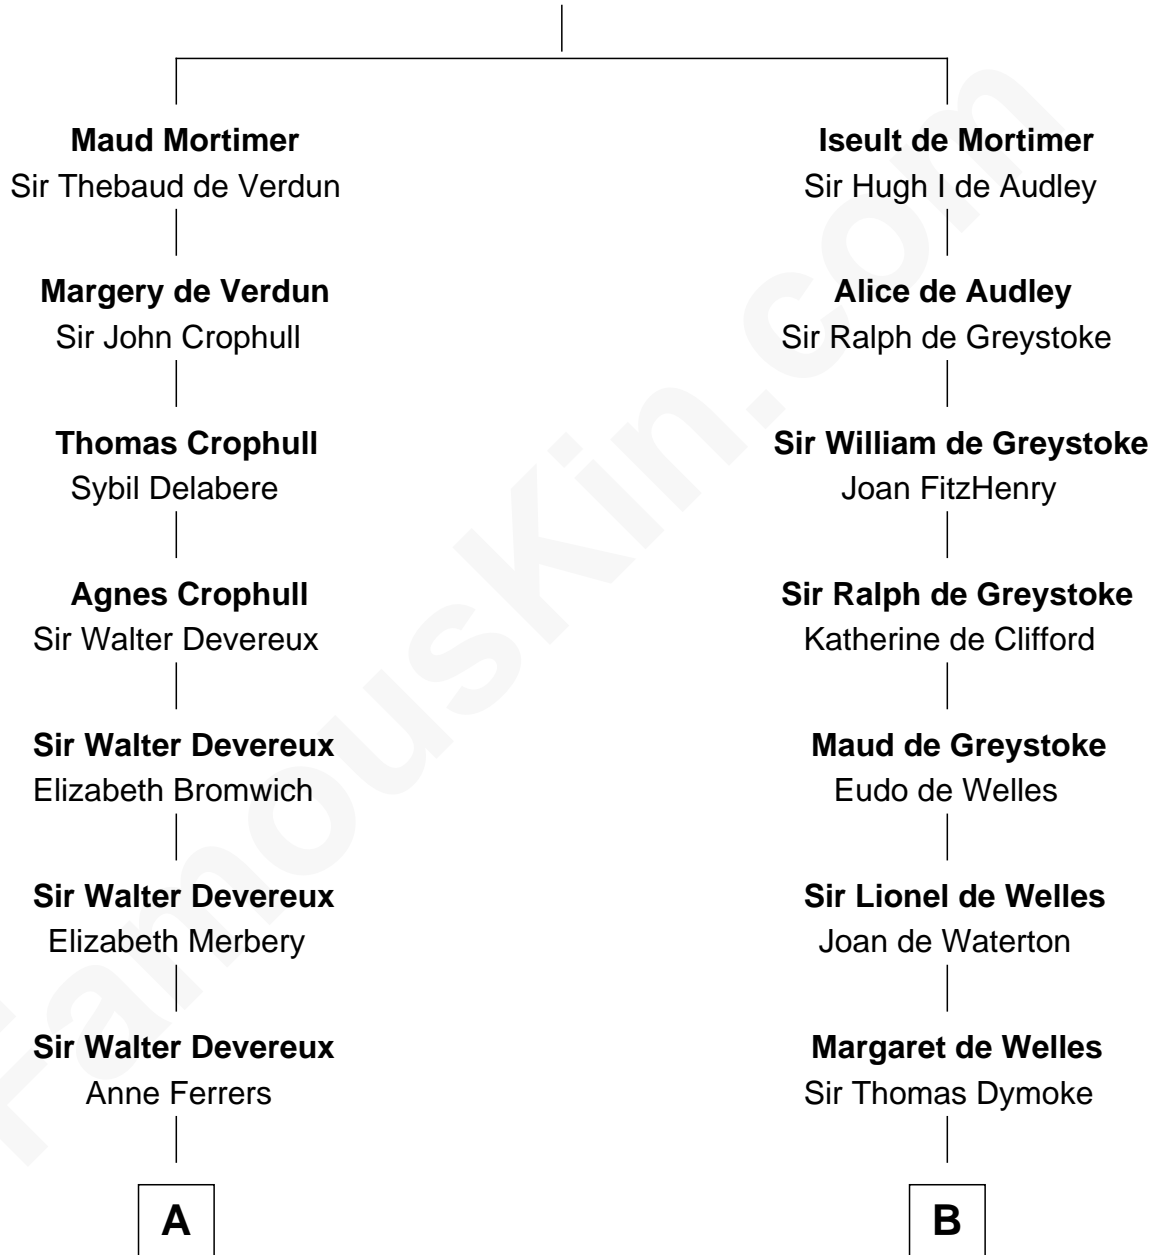 Maud Mortimer
Sir Thebaud de Verdun
Margery de Verdun
Sir John Crophull
Thomas Crophull
Sybil Delabere
Agnes Crophull
Sir Walter Devereux
Sir Walter Devereux
Elizabeth Bromwich
Sir Walter Devereux
Elizabeth Merbery
Sir Walter Devereux
Anne Ferrers
A
Iseult de Mortimer
Sir Hugh I de Audley
Alice de Audley
Sir Ralph de Greystoke
Sir William de Greystoke
Joan FitzHenry
Sir Ralph de Greystoke
Katherine de Clifford
Maud de Greystoke
Eudo de Welles
Sir Lionel de Welles
Joan de Waterton
Margaret de Welles
Sir Thomas Dymoke
B
FamousKin.com